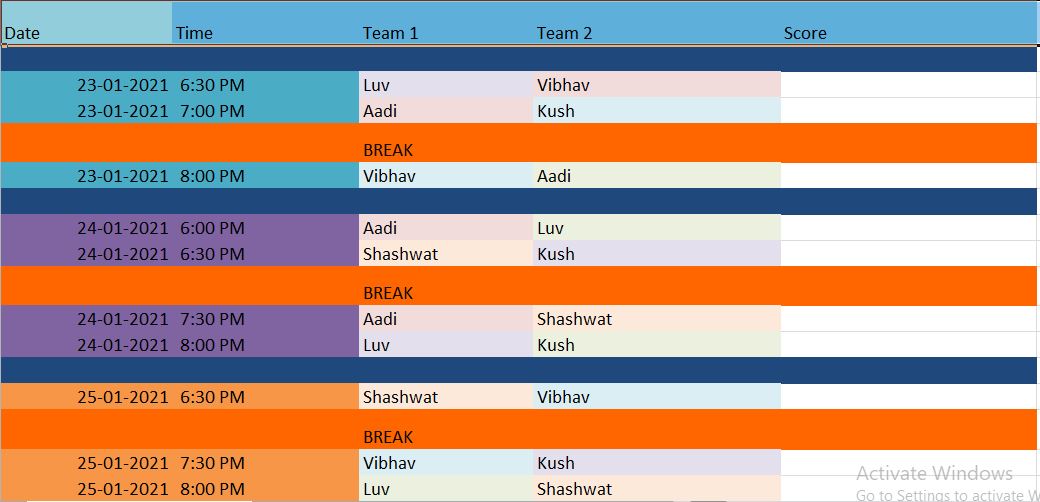 Date Time Team 1 Team 2 Score
23-01-2021 6:30 PM Luv Vibhav
23-01-2021 7:00 PM Aadi Kush
BREAK
23-01-2021 8:00 PM Vibhav Aadi
24-01-2021 6:00 PM Aadi Luv
24-01-2021 6:30 PM Shashwat Kush
BREAK
24-01-2021 7:30 PM Aadi Shashwat
24-01-2021 8:00 PM Luv Kush
25-01-2021 6:30 PM Shashwat Vibhav
BREAK
25-01-2021 7:30 PM Vibhav Kush
25-01-2021 8:00 PM Luv Shashwat
Activate Windows
Go to Settings to activate W